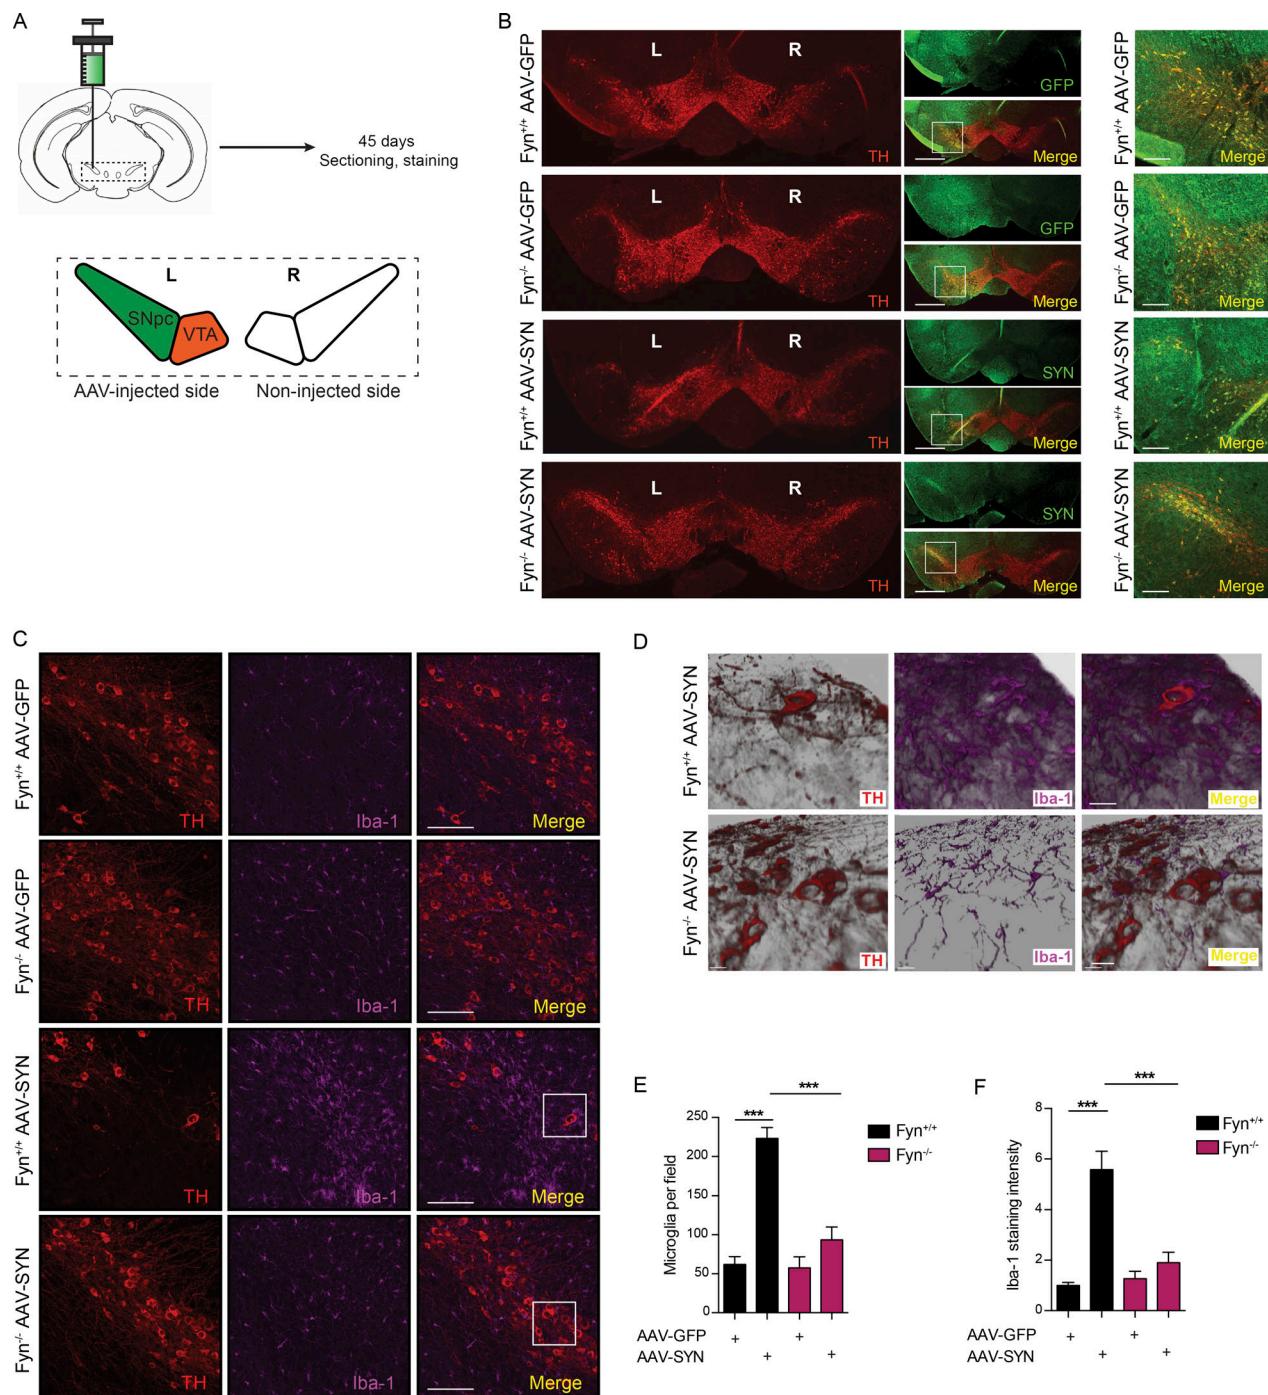 A
45 days
Sectioning, staining
L R
SNpc
VTA
AAV-injected side Non-injected side
B
Fyn+/+ AAV-GFP
L R
TH
GFP
Merge
Merge
Fyn-/- AAV-GFP
L R
TH
GFP
Merge
Merge
Fyn+/+ AAV-SYN
L R
TH
SYN
Merge
Merge
Fyn-/- AAV-SYN
L R
TH
SYN
Merge
Merge
C
Fyn+/+ AAV-GFP
TH Iba-1 Merge
Fyn-/- AAV-GFP
TH Iba-1 Merge
Fyn+/+ AAV-SYN
TH Iba-1 Merge
Fyn-/- AAV-SYN
TH Iba-1 Merge
D
Fyn+/+ AAV-SYN
TH Iba-1 Merge
Fyn-/- AAV-SYN
TH Iba-1 Merge
E
***
***
Fyn+/+
Fyn-/-
Microglia per field
250
200
150
100
50
0
AAV-GFP + +
AAV-SYN + +
F
***
***
Fyn+/+
Fyn-/-
Iba-1 staining intensity
8
6
4
2
0
AAV-GFP + +
AAV-SYN + +